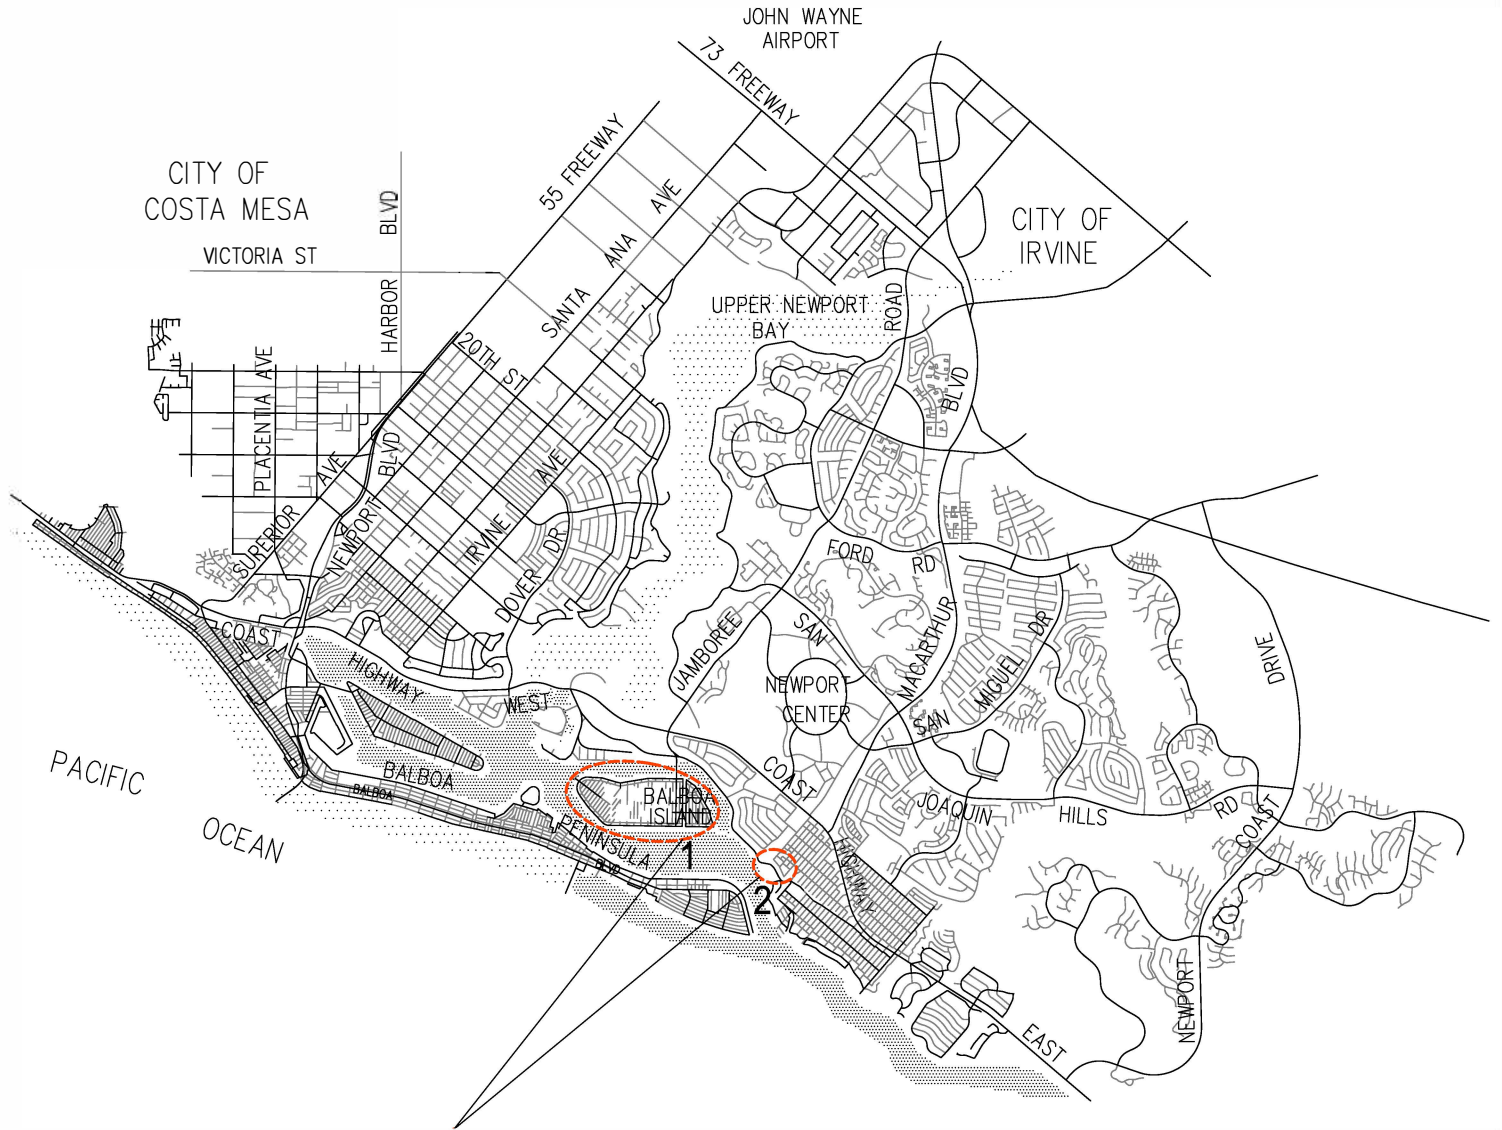 JOHN WAYNE
AIRPORT
73 FREEWAY
55 FREEWAY
CITY OF
COSTA MESA
HARBOR BLVD
VICTORIA ST
SANTA ANA AVE
CITY OF
IRVINE
UPPER NEWPORT
BAY
ROAD
20TH ST
PLACENTIA AVE
BLVD
SURERIOR AVE
NEWPORT BLVD
IRVINE AVE
DOVER DR
FORD RD
JAMBOREE
SAN
MACARTHUR
SAN MIGUEL DR
NEWPORT
CENTER
DRIVE
COAST
HIGHWAY
WEST
PACIFIC
OCEAN
BALBOA
BALBOA
PENINSULA
BLVD
BALBOA
ISLAND
COAST
HIGHWAY
JOAQUIN HILLS RD
COAST
1
2
NEWPORT
EAST